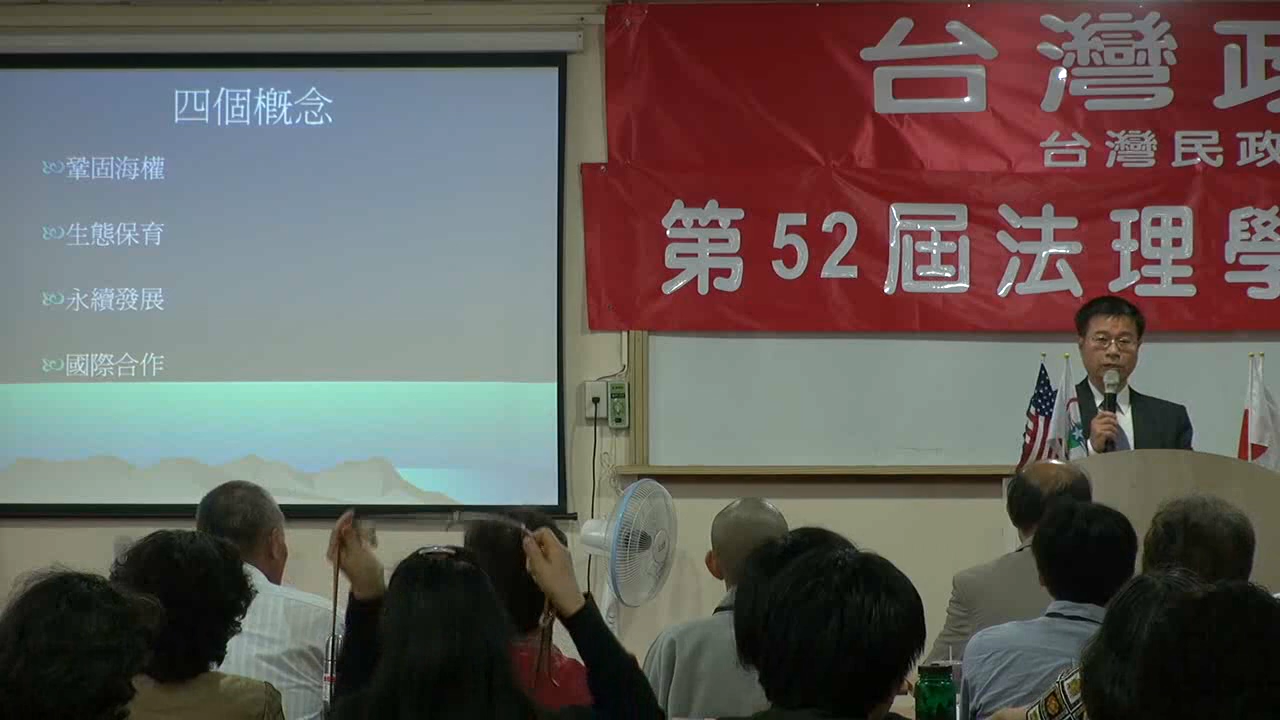 四個概念
鞏固海權
生態保育
永續發展
國際合作
台灣政
台灣民政
第52屆法理學